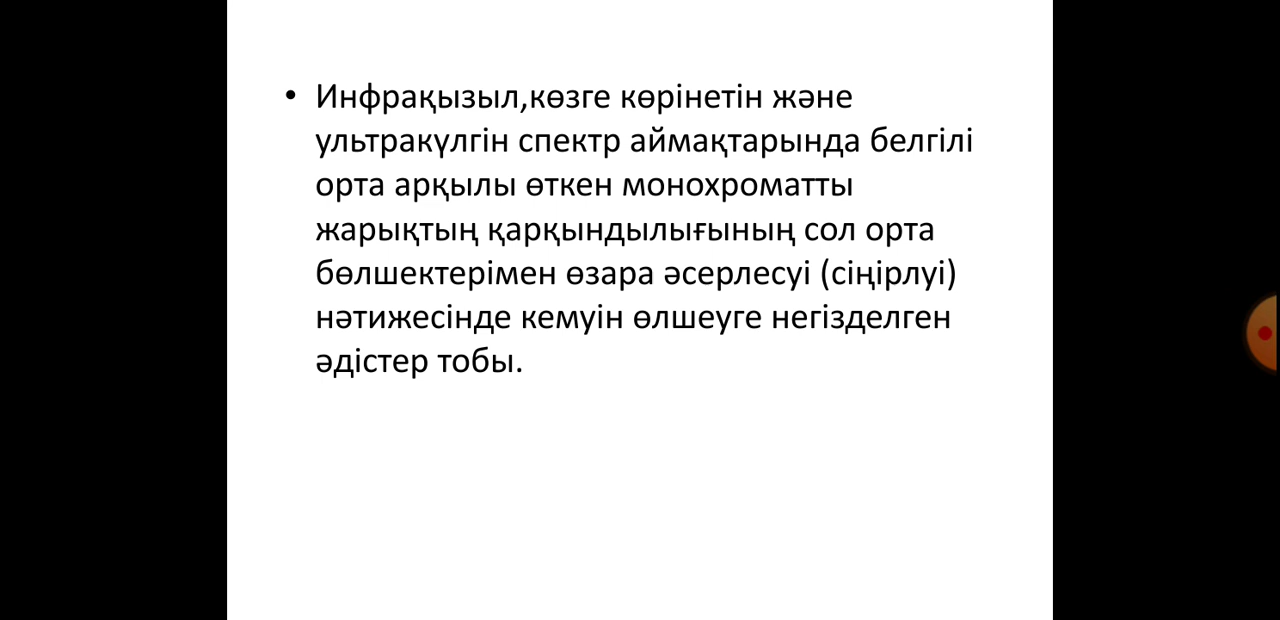 • Инфрақызыл,көзге көрінетін және
ультракүлгін спектр аймақтарында белгілі
орта арқылы өткен монохроматты
жарықтың қарқындылығының сол орта
бөлшектерімен өзара әсерлесуі (сіңірлуі)
нәтижесінде кемуін өлшеуге негізделген
әдістер тобы.